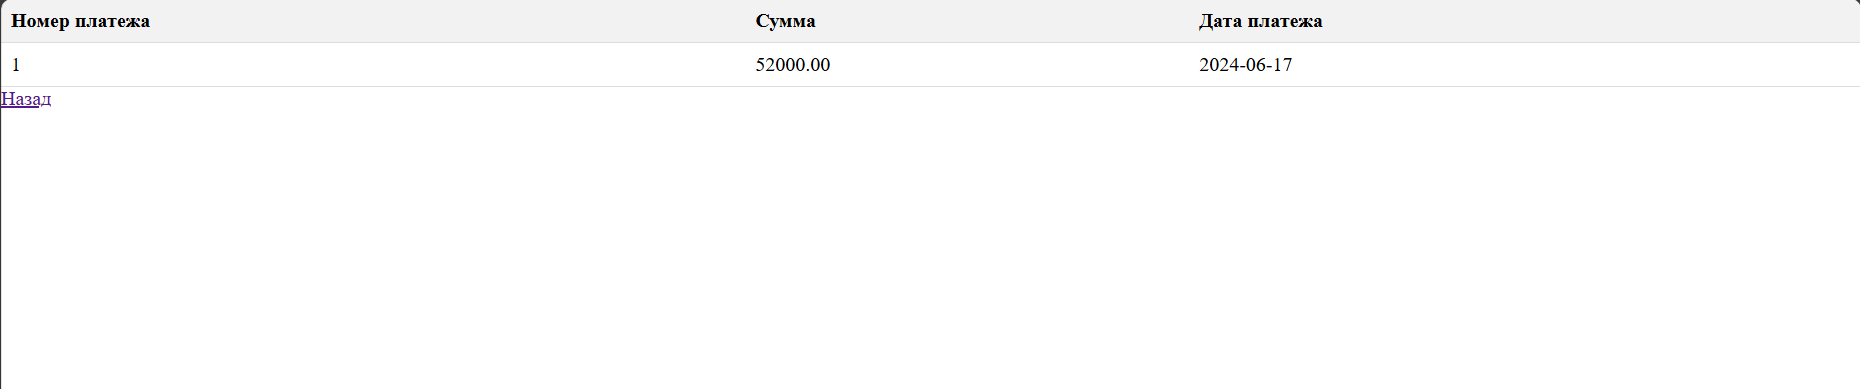 Номер платежа Сумма Дата платежа
1 52000.00 2024-06-17
Назад